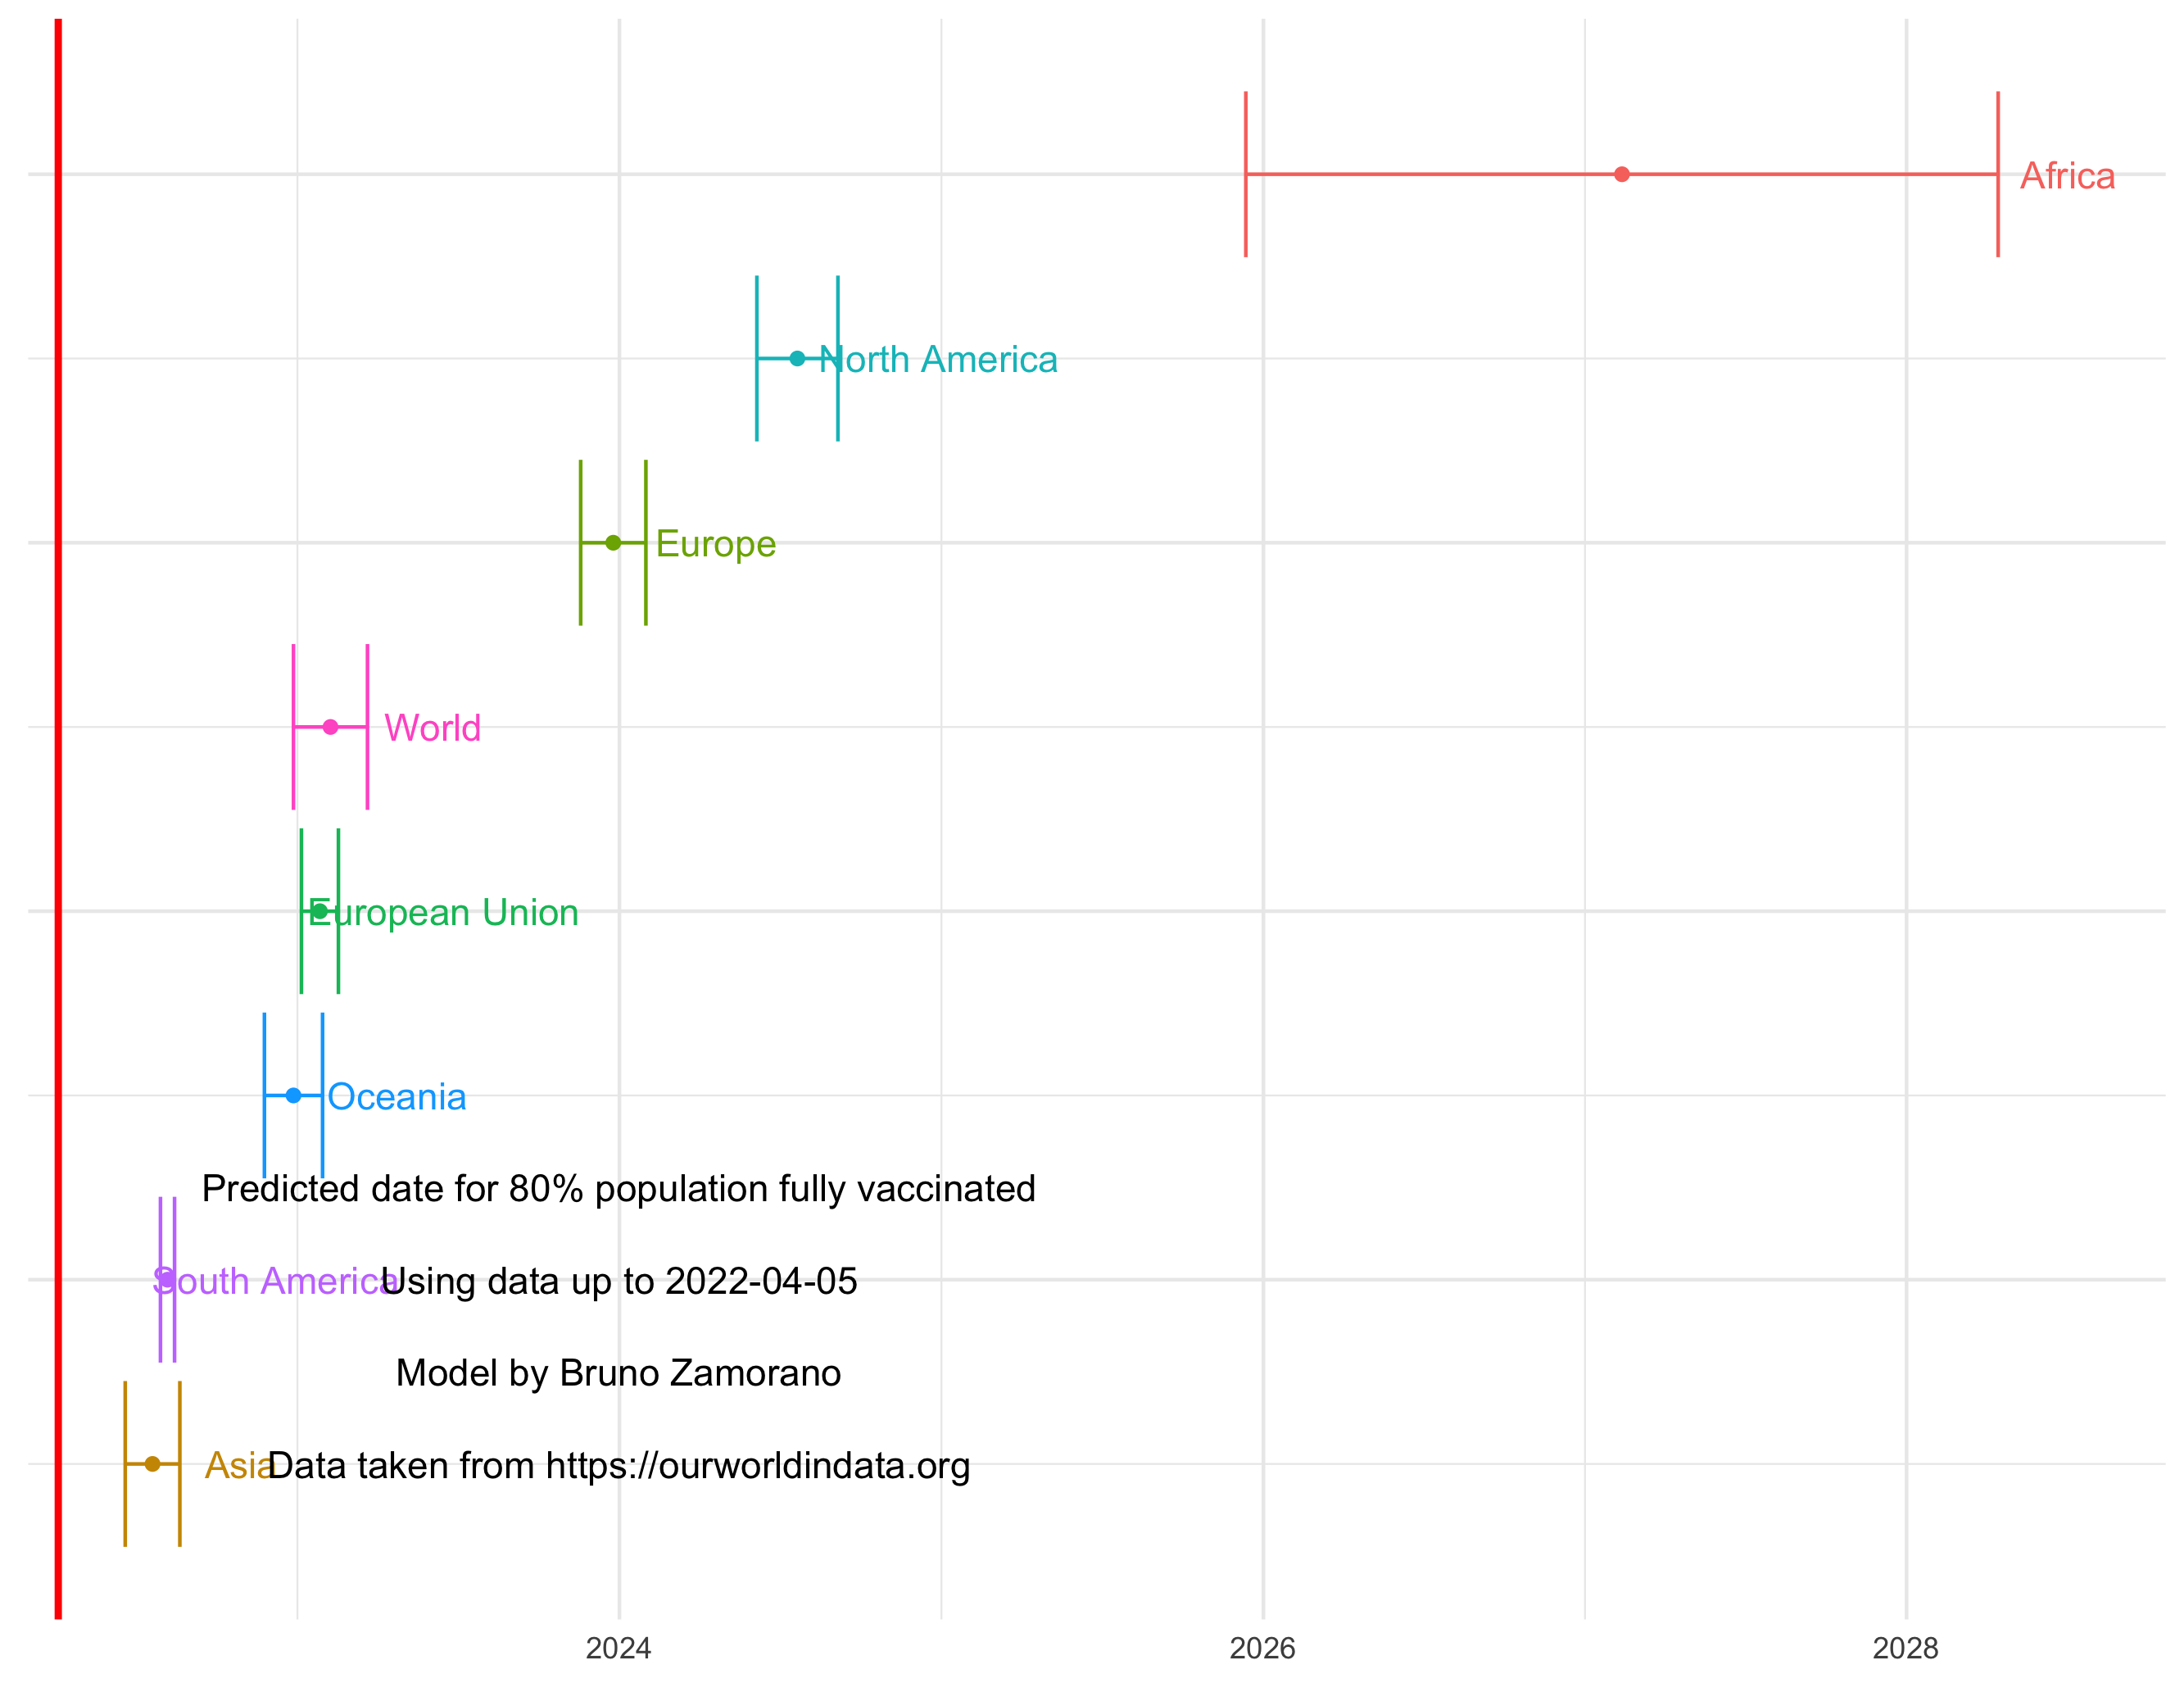 Africa
North America
Europe
World
European Union
Oceania
Predicted date for 80% population fully vaccinated
South America
Using data up to 2022-04-05
Model by Bruno Zamorano
Asia
Data taken from https://ourworldindata.org
2024
2026
2028